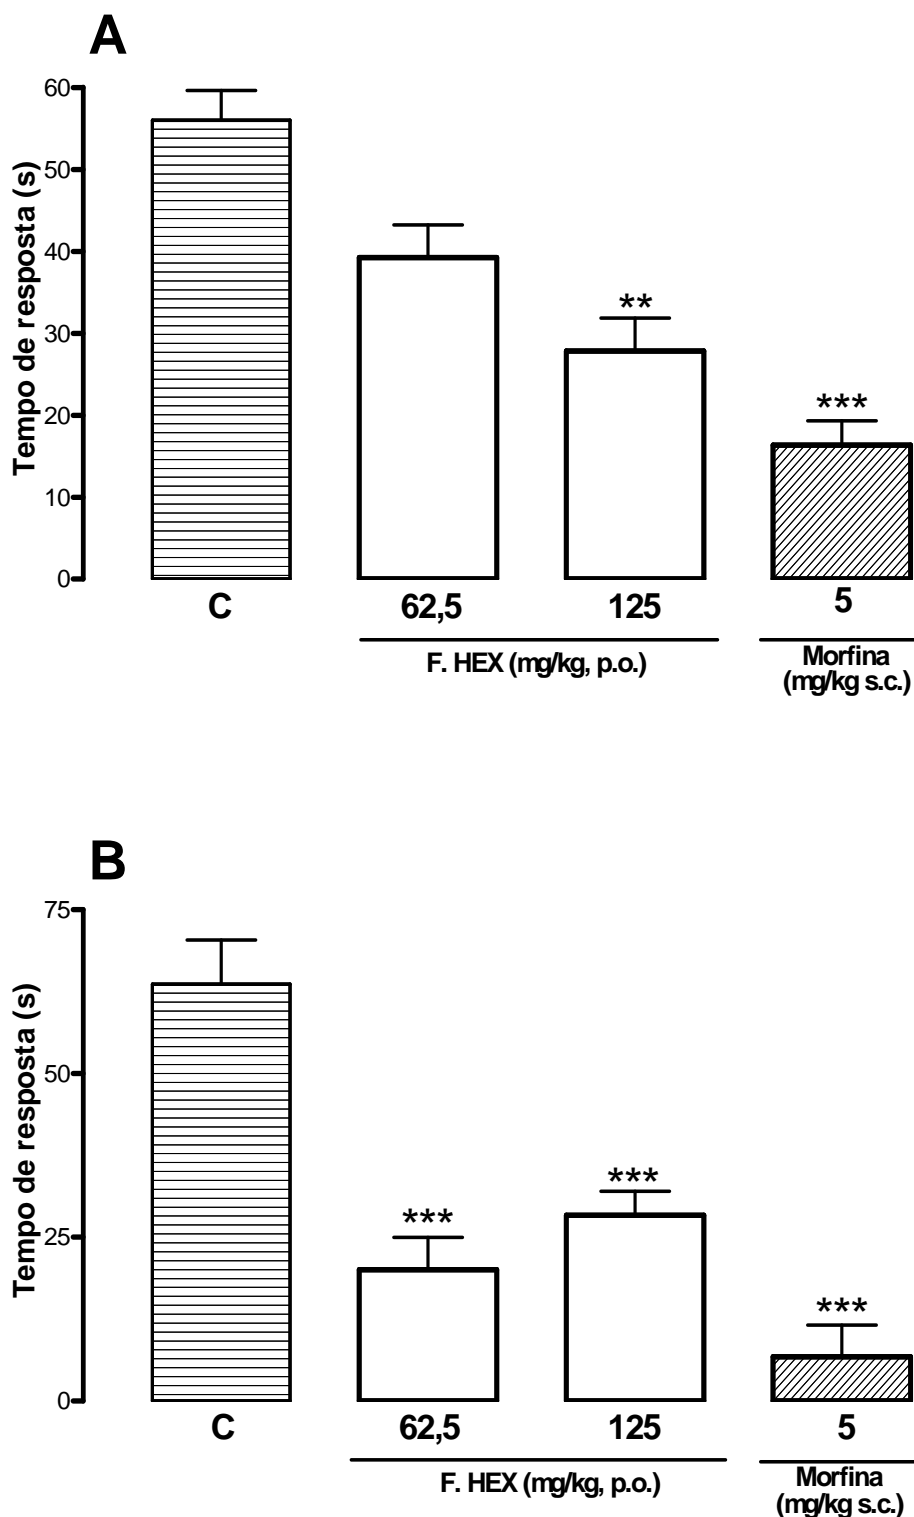 A
Tempo de resposta (s)
60
50
40
30
20
10
0
**
***
C
62,5
125
5
F. HEX (mg/kg, p.o.)
Morfina
(mg/kg s.c.)
B
Tempo de resposta (s)
75
50
25
0
***
***
***
C
62,5
125
5
F. HEX (mg/kg, p.o.)
Morfina
(mg/kg s.c.)